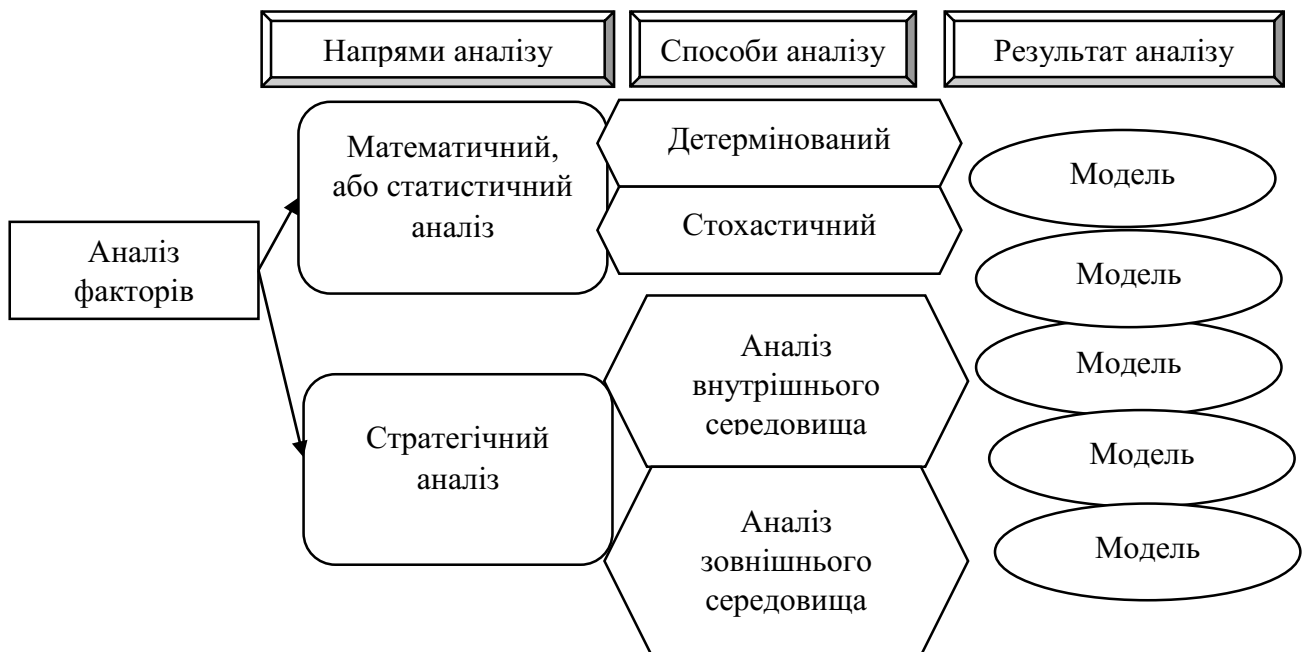 Напрями аналізу
Способи аналізу
Результат аналізу
Аналіз
факторів
Математичний,
або статистичний
аналіз
Детермінований
Стохастичний
Стратегічний
аналіз
Аналіз
внутрішнього
середовища
Аналіз
зовнішнього
середовища
Модель
Модель
Модель
Модель
Модель